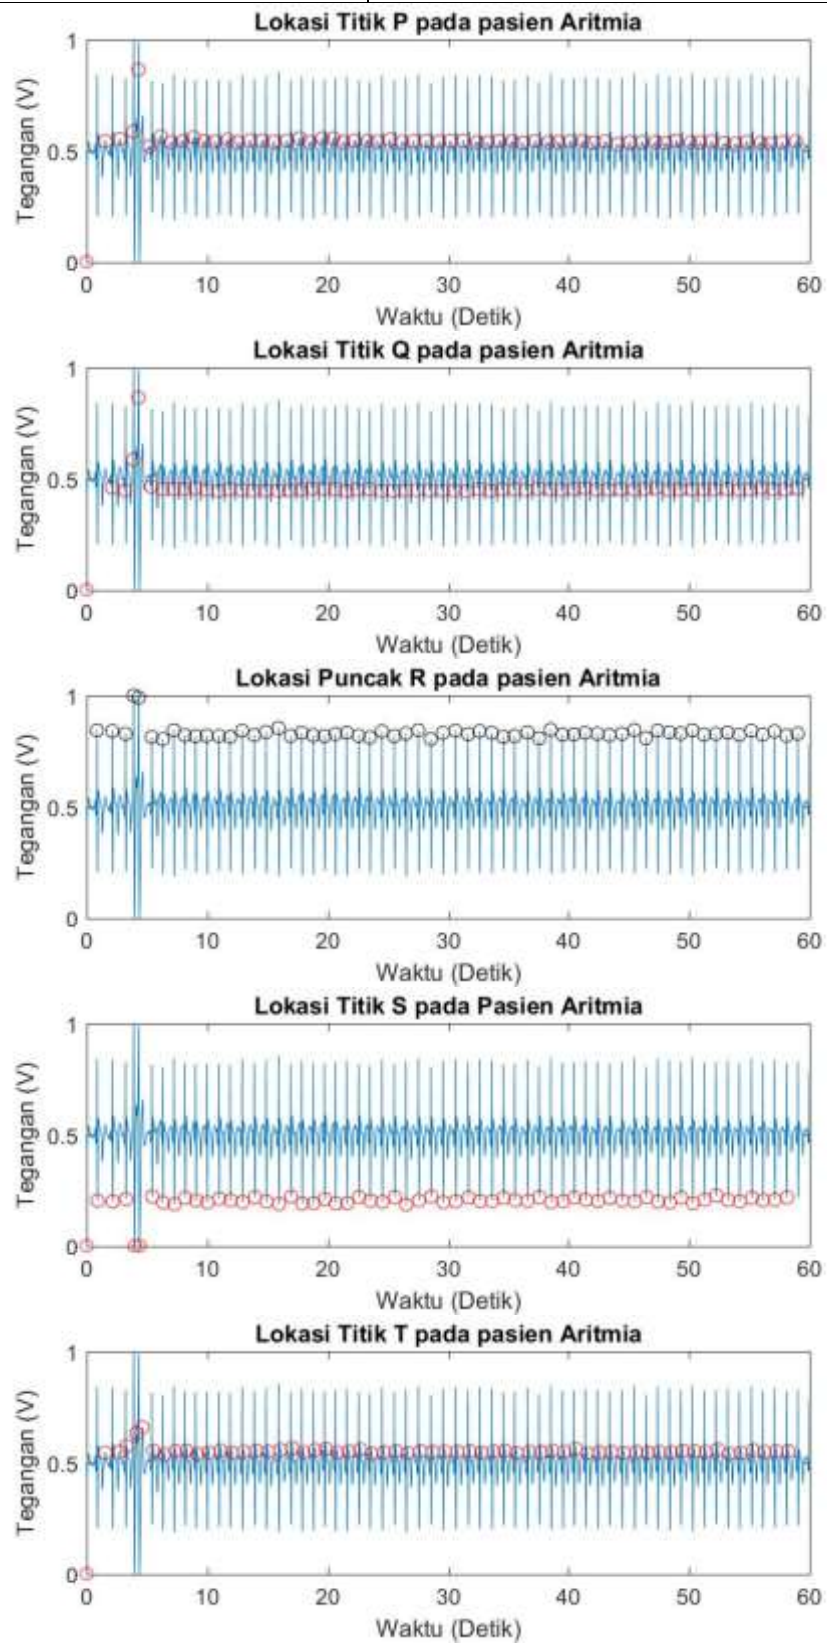 Lokasi Titik P pada pasien Aritmia
1
0.5
0
Tegangan (V)
0 10 20 30 40 50 60
Waktu (Detik)
Lokasi Titik Q pada pasien Aritmia
1
0.5
0
Tegangan (V)
0 10 20 30 40 50 60
Waktu (Detik)
Lokasi Puncak R pada pasien Aritmia
1
0.5
0
Tegangan (V)
0 10 20 30 40 50 60
Waktu (Detik)
Lokasi Titik S pada Pasien Aritmia
1
0.5
0
Tegangan (V)
0 10 20 30 40 50 60
Waktu (Detik)
Lokasi Titik T pada pasien Aritmia
1
0.5
0
Tegangan (V)
0 10 20 30 40 50 60
Waktu (Detik)